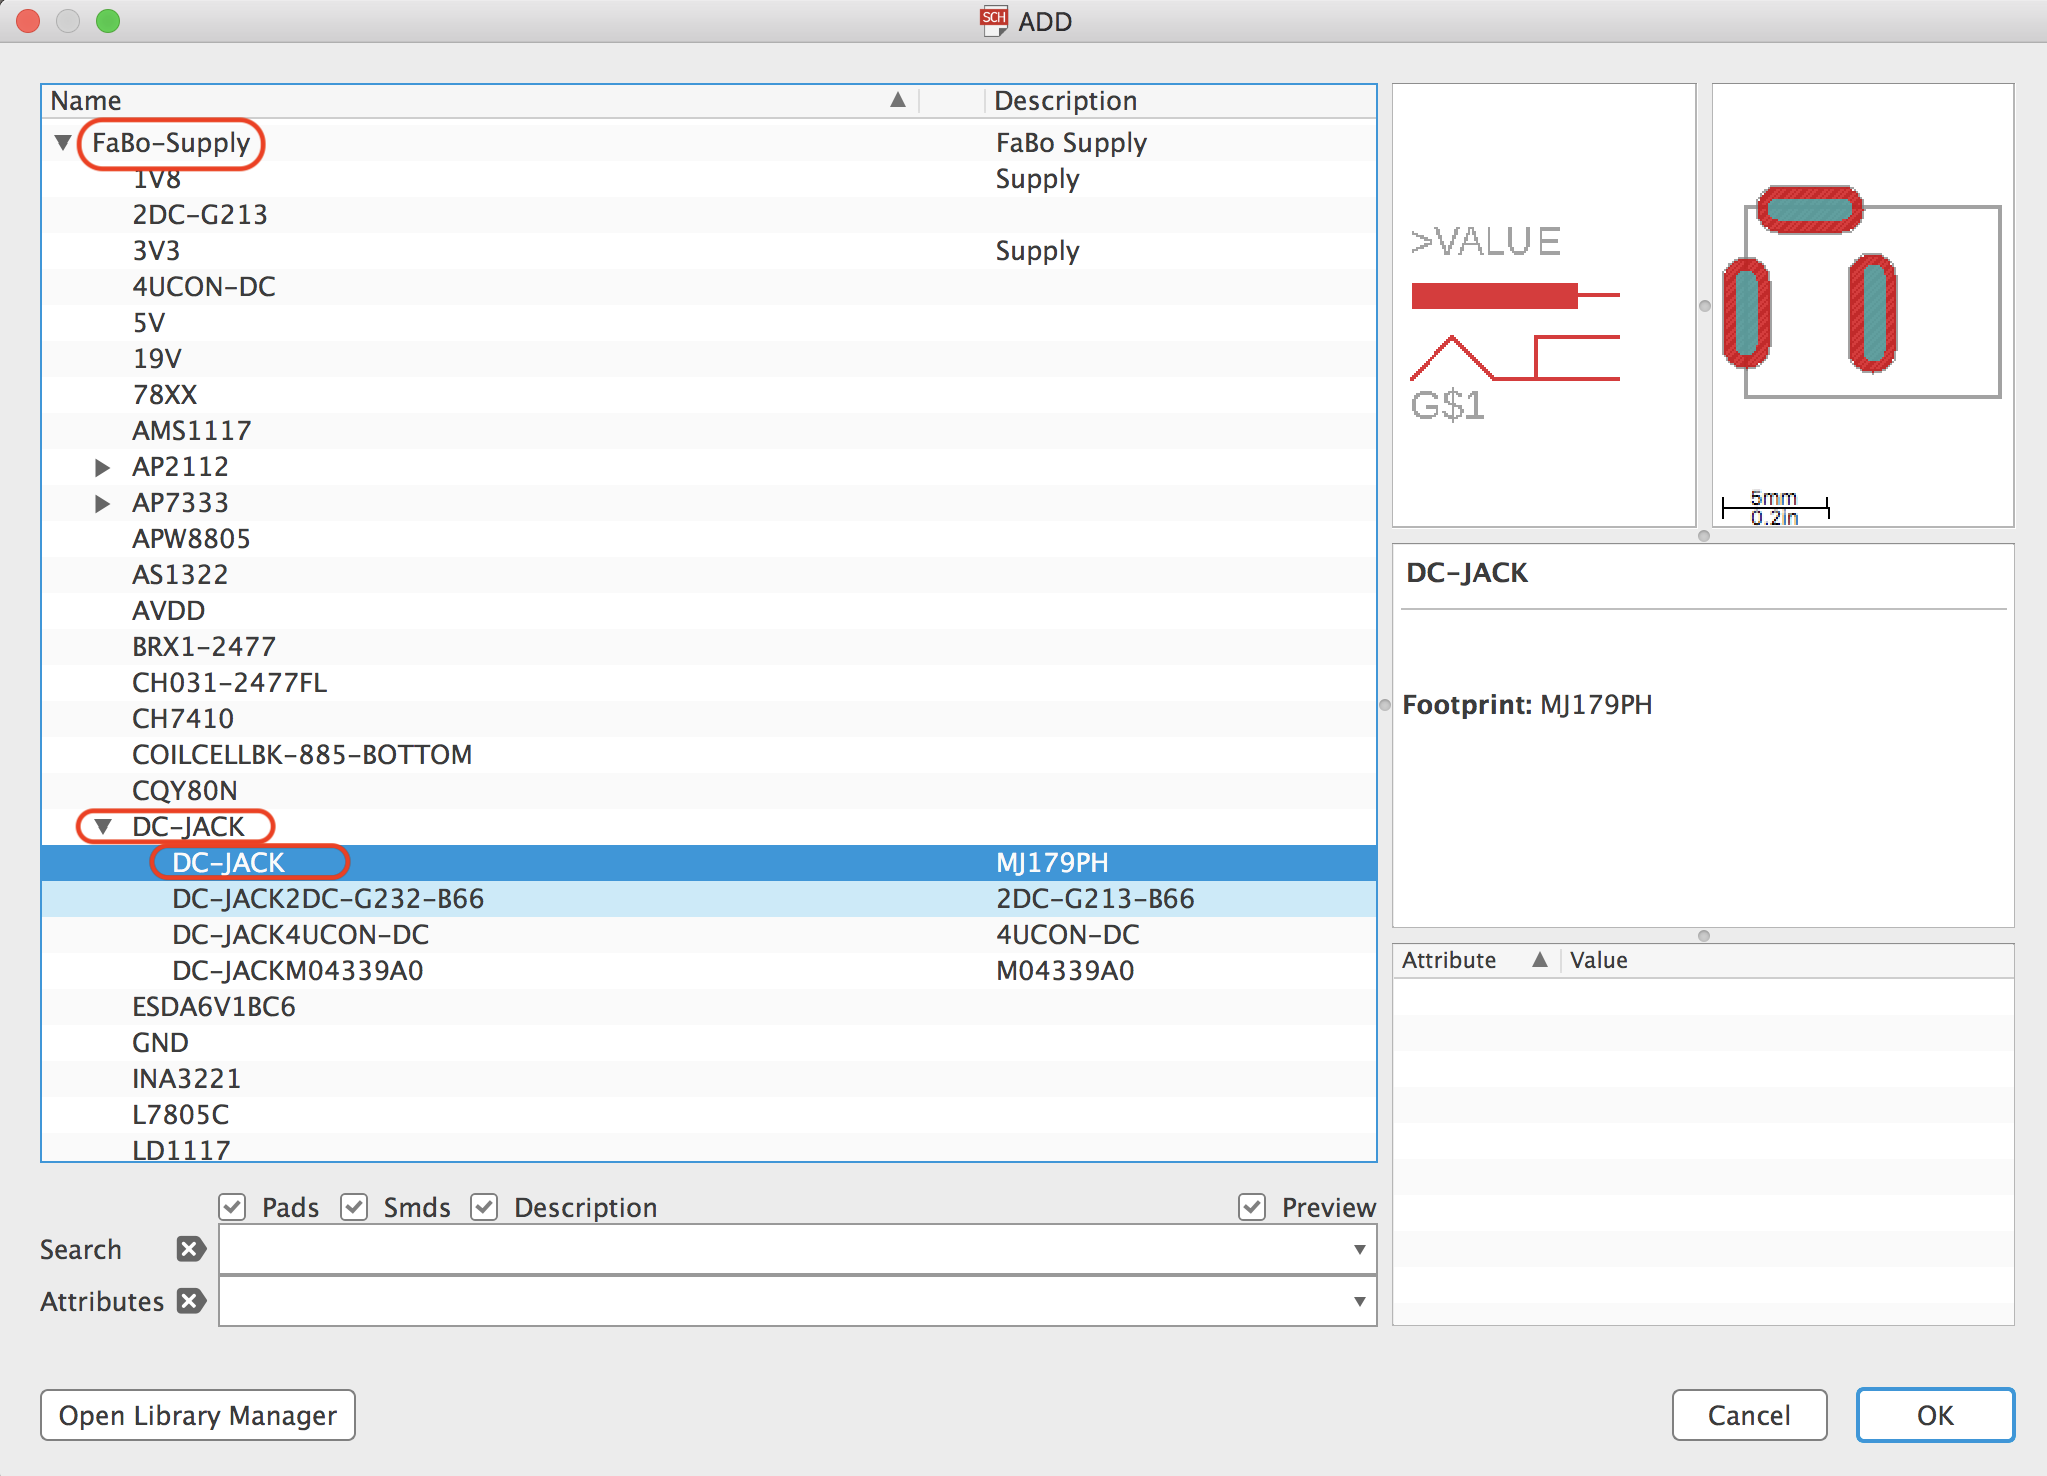 SCH ADD
Name Description
FaBo-Supply FaBo Supply
1V8 Supply
2DC-G213
3V3 Supply
4UCON-DC
5V
19V
78XX
AMS1117
AP2112
AP7333
APW8805
AS1322
AVDD
BRX1-2477
CH031-2477FL
CH7410
COILCELLBK-885-BOTTOM
CQY80N
DC-JACK
DC-JACK MJ179PH
DC-JACK2DC-G232-B66 2DC-G213-B66
DC-JACK4UCON-DC 4UCON-DC
DC-JACKM04339A0 M04339A0
ESDA6V1BC6
GND
INA3221
L7805C
LD1117
Pads Smds Description Preview
Search
Attributes
Open Library Manager
>VALUE
G$1
5mm
0.2in
DC-JACK
Footprint: MJ179PH
Attribute Value
Cancel OK